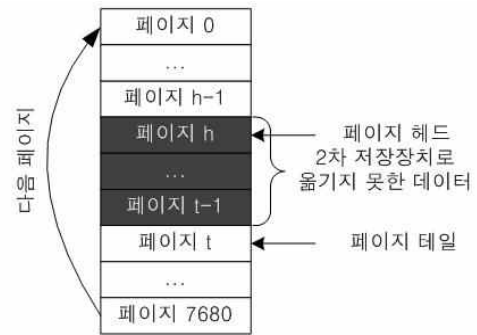 페이지 0
...
페이지 h-1
페이지 h
...
페이지 t-1
페이지 t
...
페이지 7680
다음 페이지
페이지 헤드
2차 저장장치로
옮기지 못한 데이터
페이지 테일